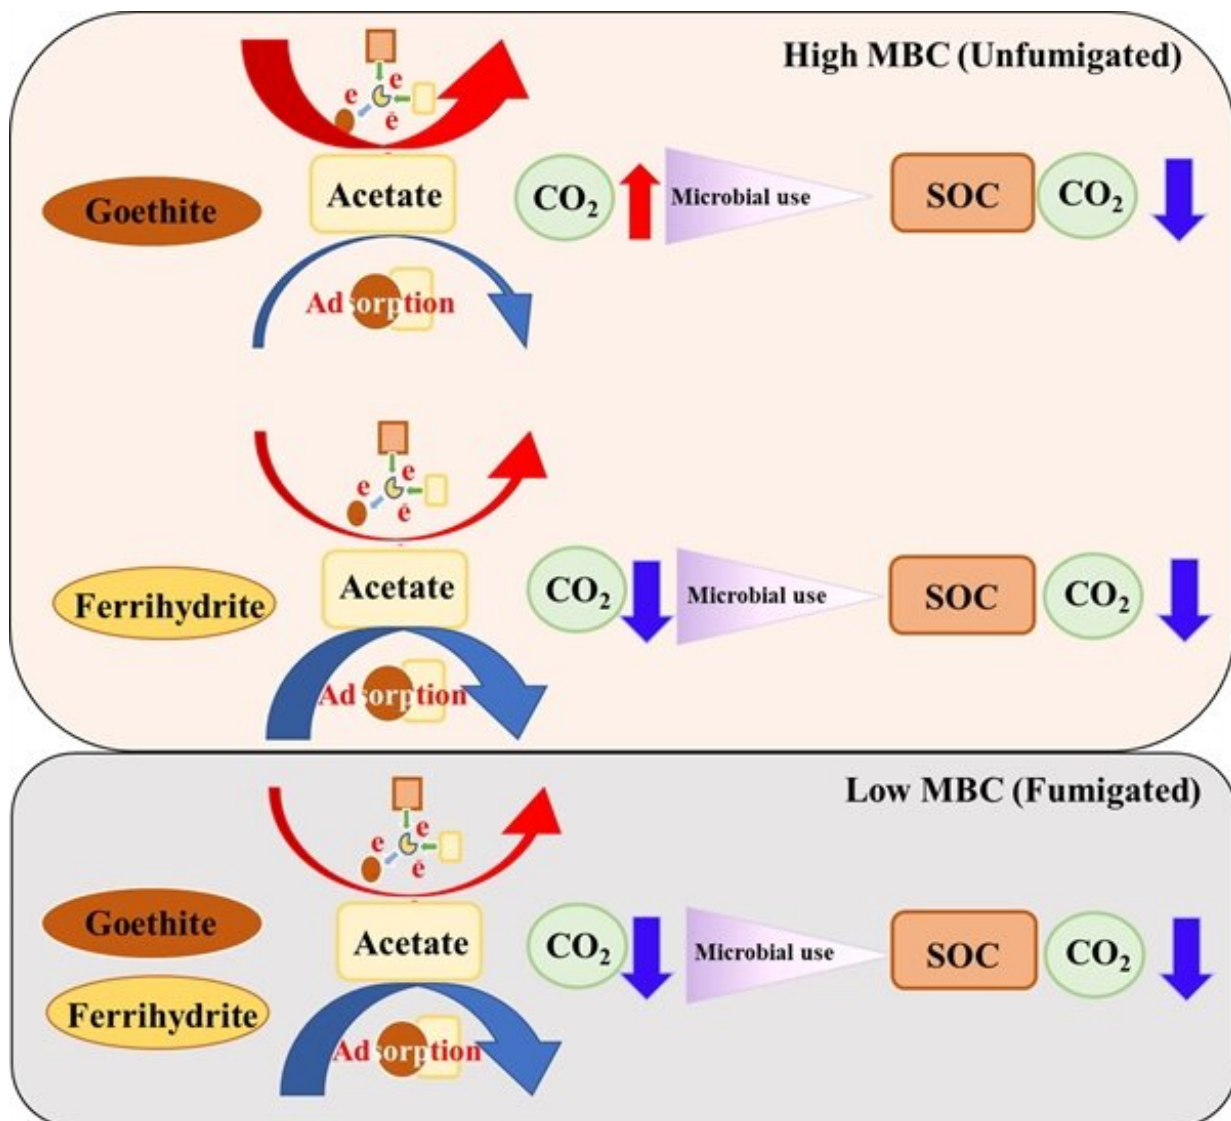 High MBC (Unfumigated)
e
e
ē
Goethite
Acetate
CO₂
Microbial use
SOC
CO₂
Adsorption
e
e
ē
Ferrihydrite
Acetate
CO₂
Microbial use
SOC
CO₂
Adsorption
Low MBC (Fumigated)
e
e
ē
Goethite
Ferrihydrite
Acetate
CO₂
Microbial use
SOC
CO₂
Adsorption